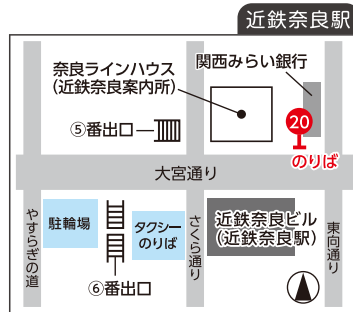 近鉄奈良駅
奈良ラインハウス
(近鉄奈良案内所)
関西みらい銀行
⑤番出口
20
のりば
大宮通り
やすらぎの道
駐輪場
タクシー
のりば
さくら通り
近鉄奈良ビル
(近鉄奈良駅)
東向通り
⑥番出口